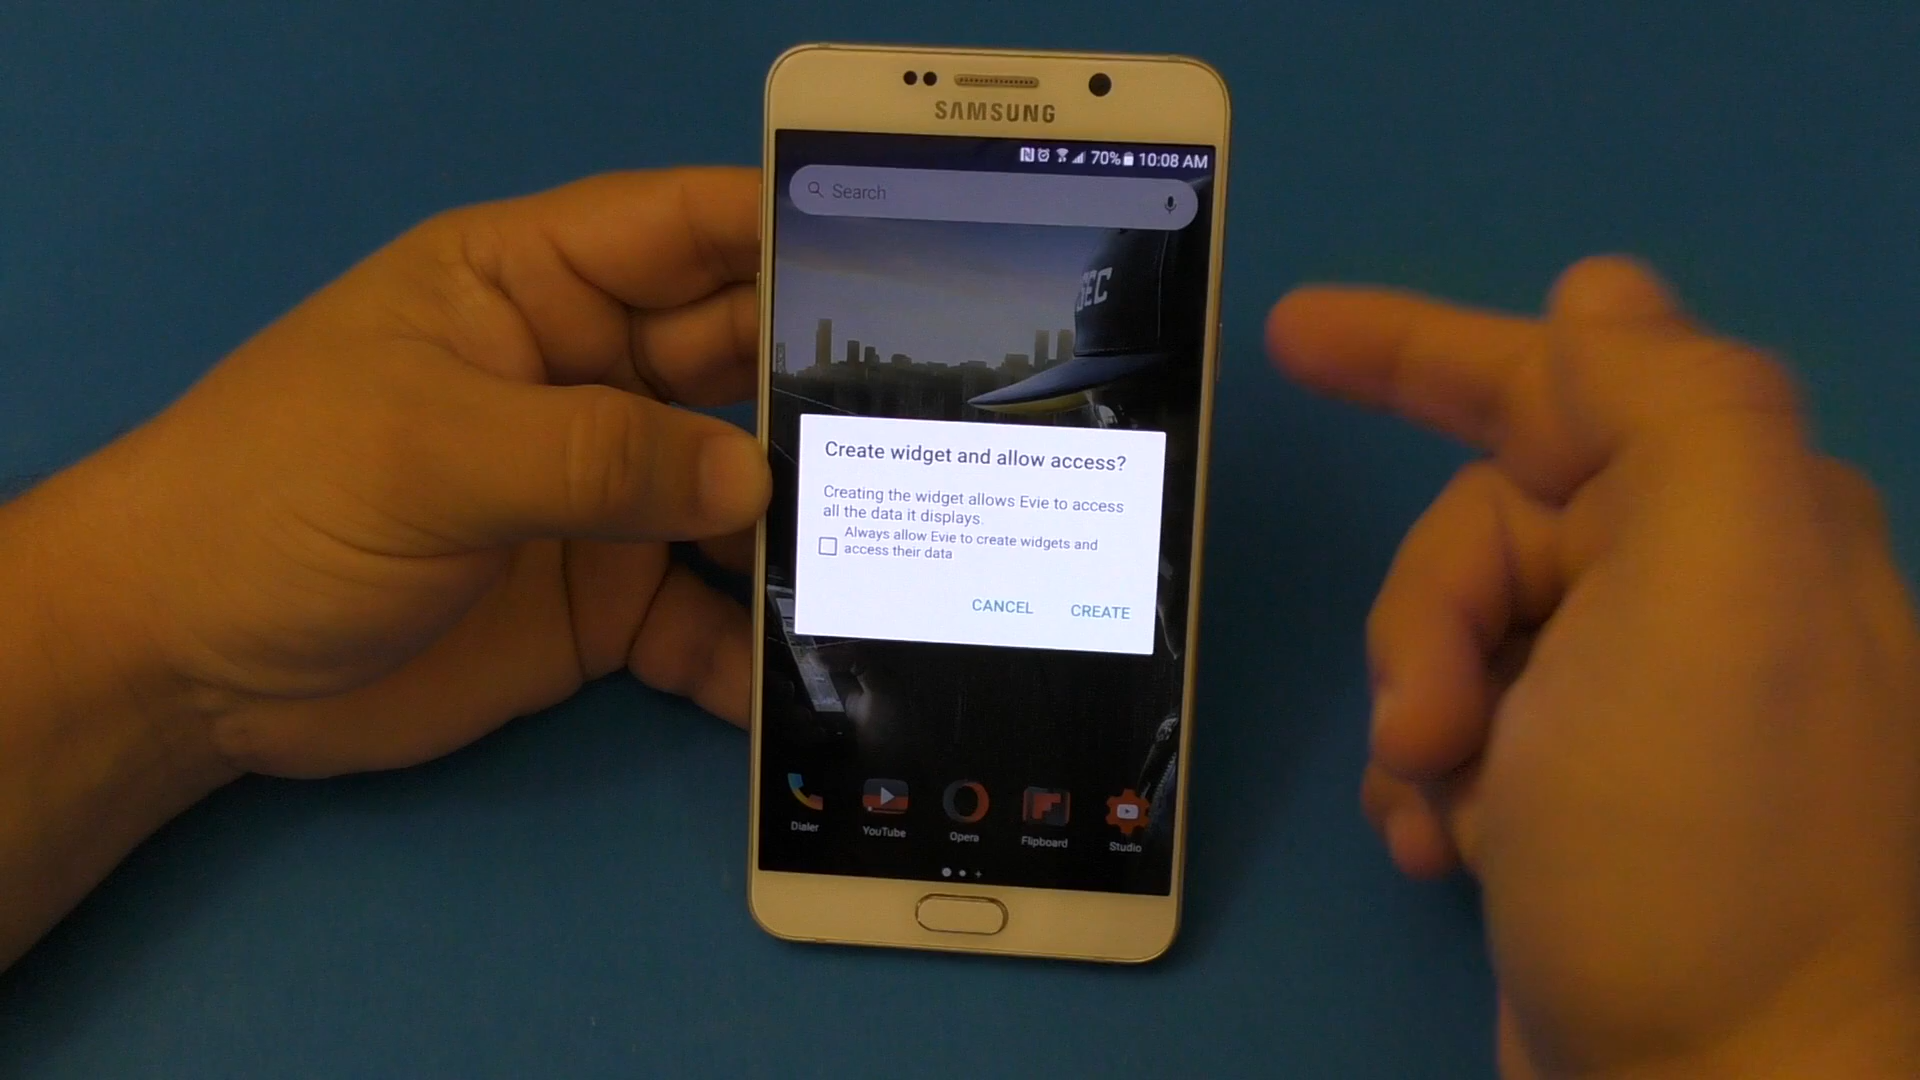 SAMSUNG
70% 10:08 AM
Search
Create widget and allow access?
Creating the widget allows Evie to access
all the data it displays.
Always allow Evie to create widgets and
access their data
CANCEL CREATE
Dialer YouTube Opera Flipboard Studio